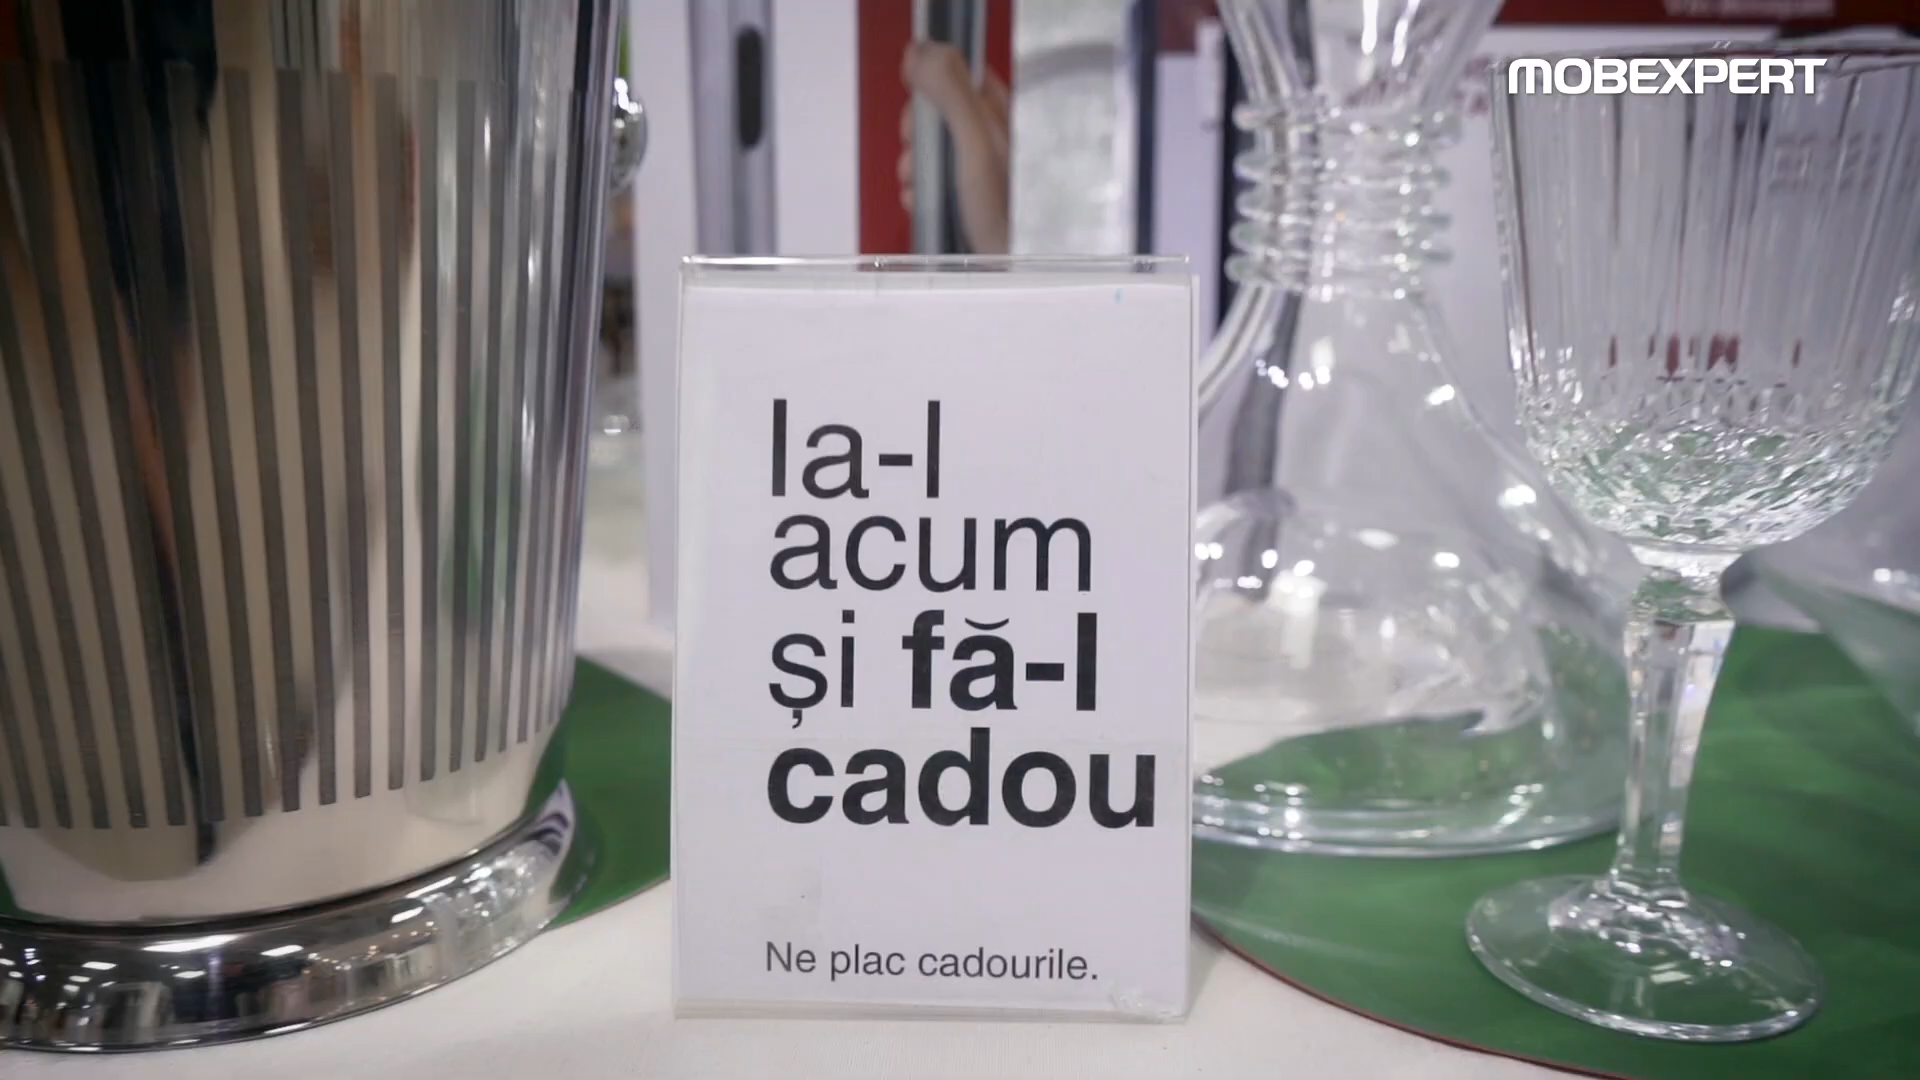 MOBEXPERT
Ia-l
acum
și fă-l
cadou
Ne plac cadourile.